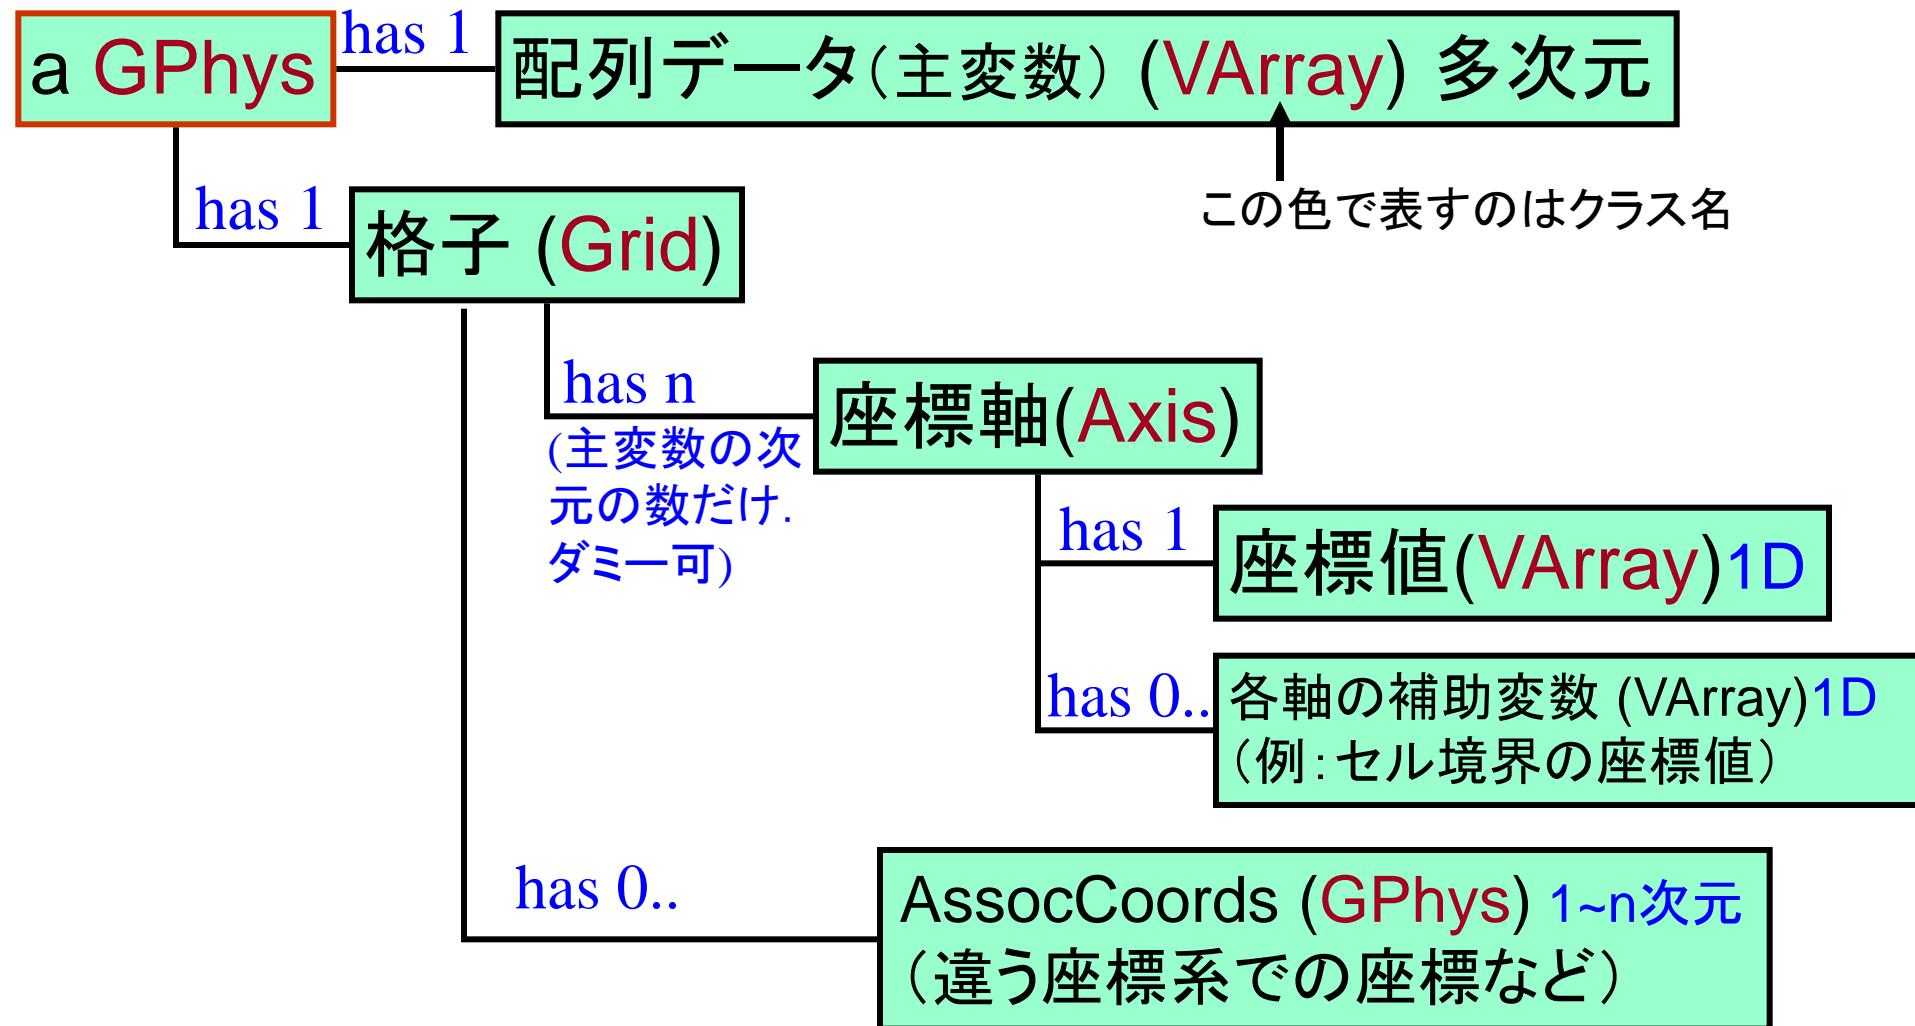 a GPhys
has 1
配列データ(主変数) (VArray) 多次元
この色で表すのはクラス名
has 1
格子 (Grid)
has n
(主変数の次
元の数だけ.
ダミー可)
座標軸(Axis)
has 1
座標値(VArray)1D
has 0..
各軸の補助変数 (VArray)1D
（例:セル境界の座標値）
has 0..
AssocCoords (GPhys) 1~n次元
（違う座標系での座標など）